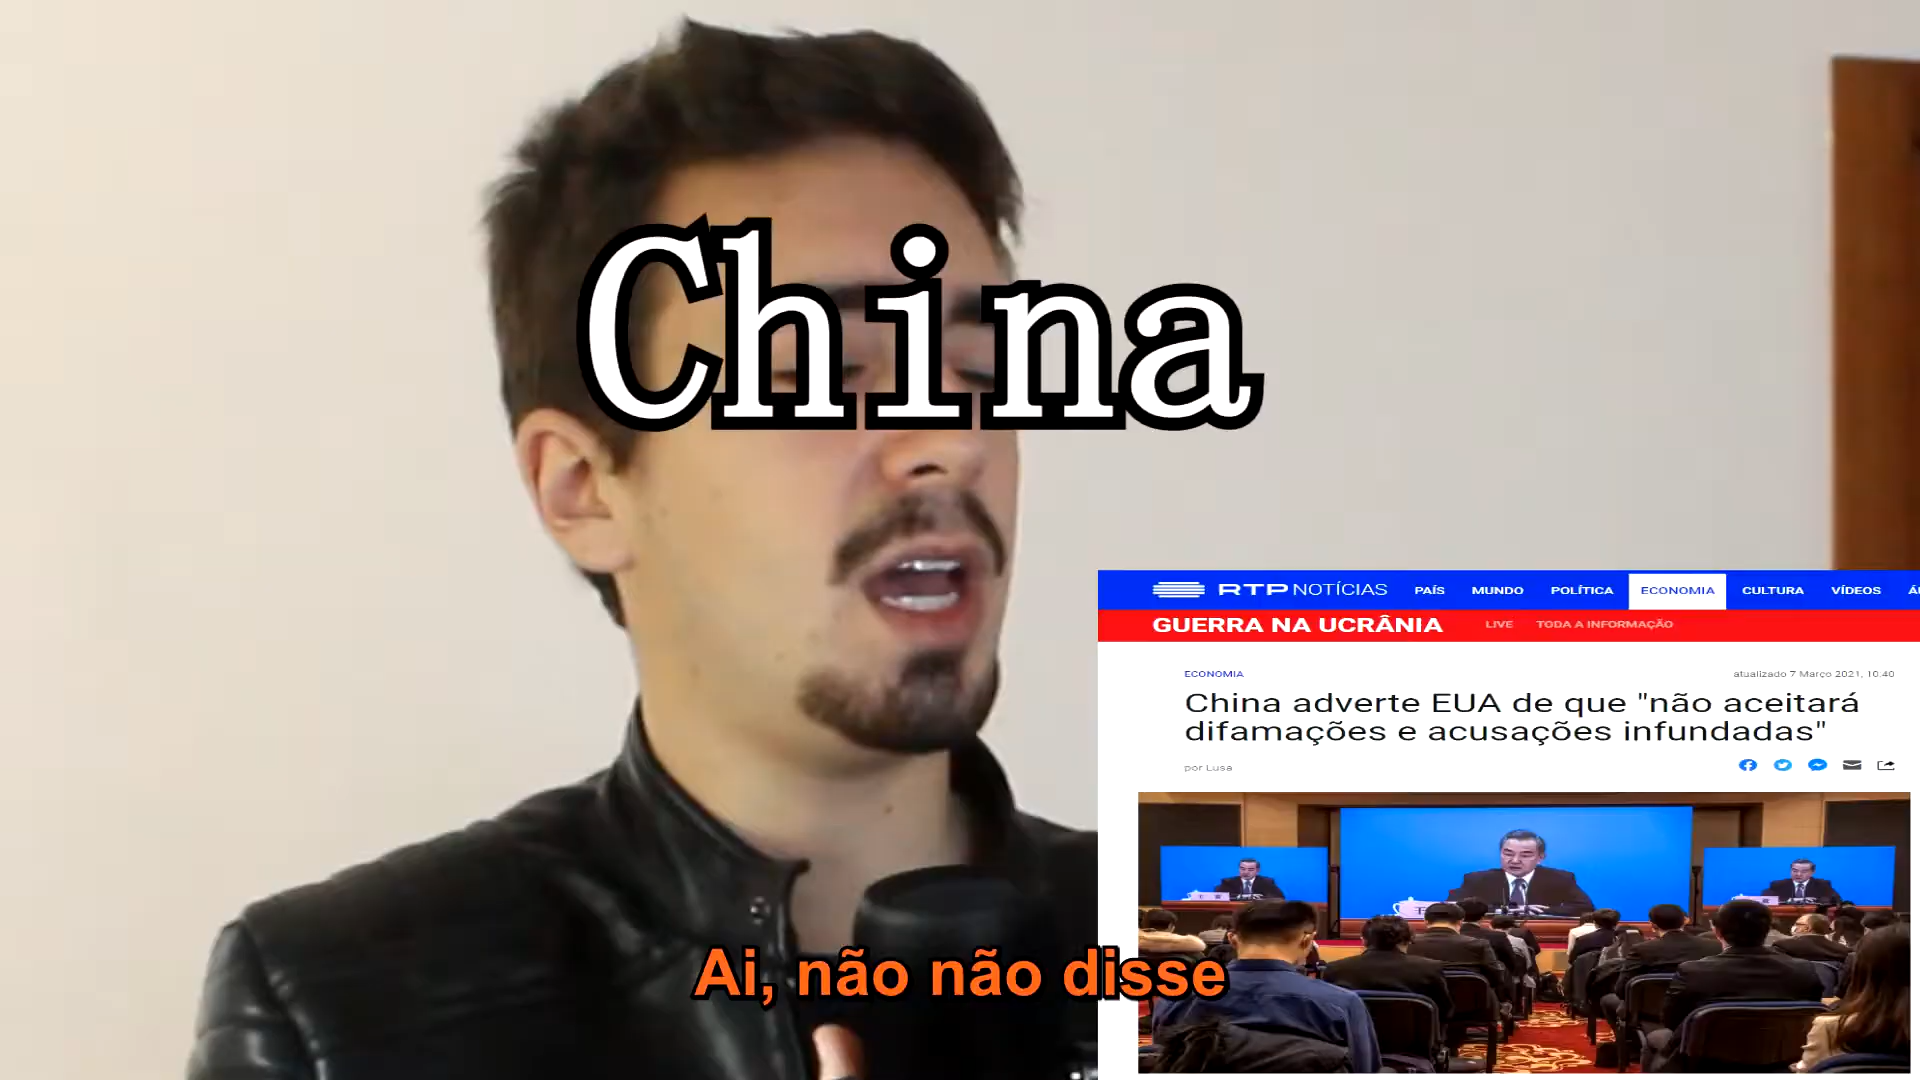 China
RTP NOTÍCIAS PAÍS MUNDO POLÍTICA ECONOMIA CULTURA VÍDEOS
GUERRA NA UCRÂNIA LIVE TODA A INFORMAÇÃO
ECONOMIA atualizado 7 Março 2021, 10:40
China adverte EUA de que "não aceitará
difamações e acusações infundadas"
por Lusa
Ai, não não disse